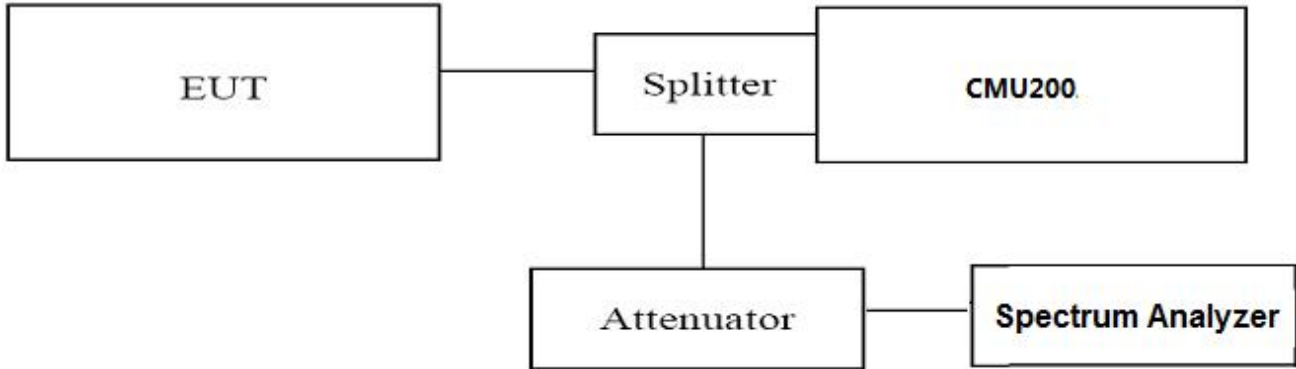 EUT
Splitter
CMU200
Attenuator
Spectrum Analyzer